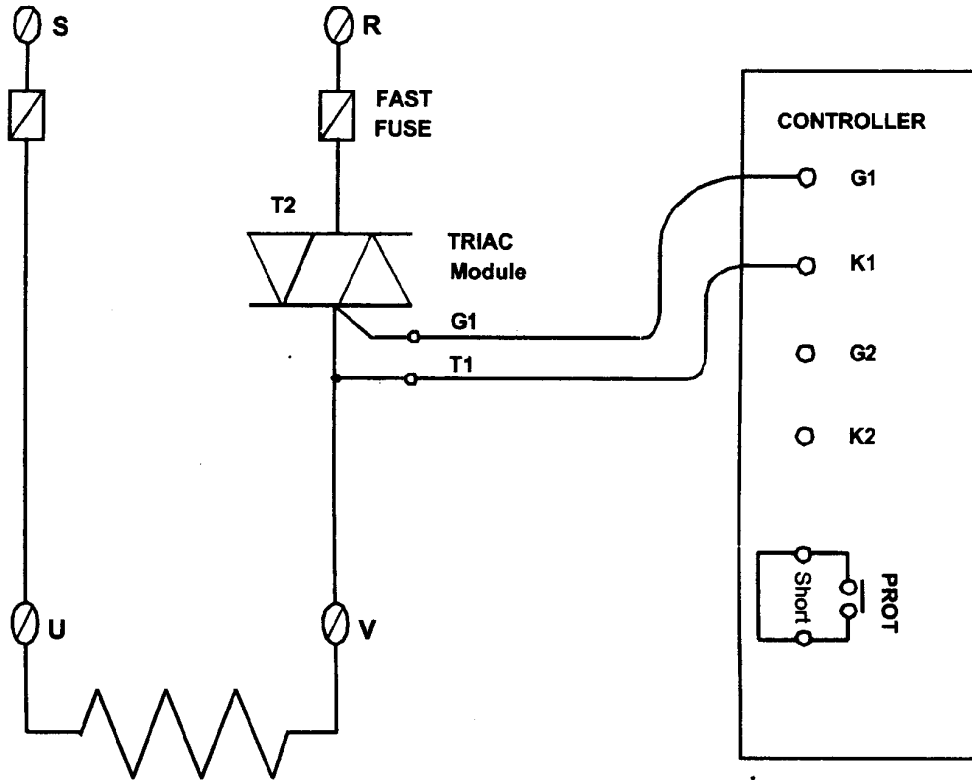 S
R
FAST
FUSE
CONTROLLER
G1
T2
TRIAC
Module
K1
G1
G2
T1
K2
Short
PROT
U
V